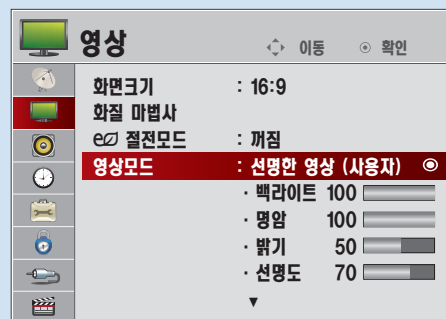 영상
이동 ⊙ 확인
화면크기 : 16:9
화질 마법사
e 절전모드 : 꺼짐
영상모드 : 선명한 영상 (사용자)
· 백라이트 100
· 명암 100
· 밝기 50
· 선명도 70
▼